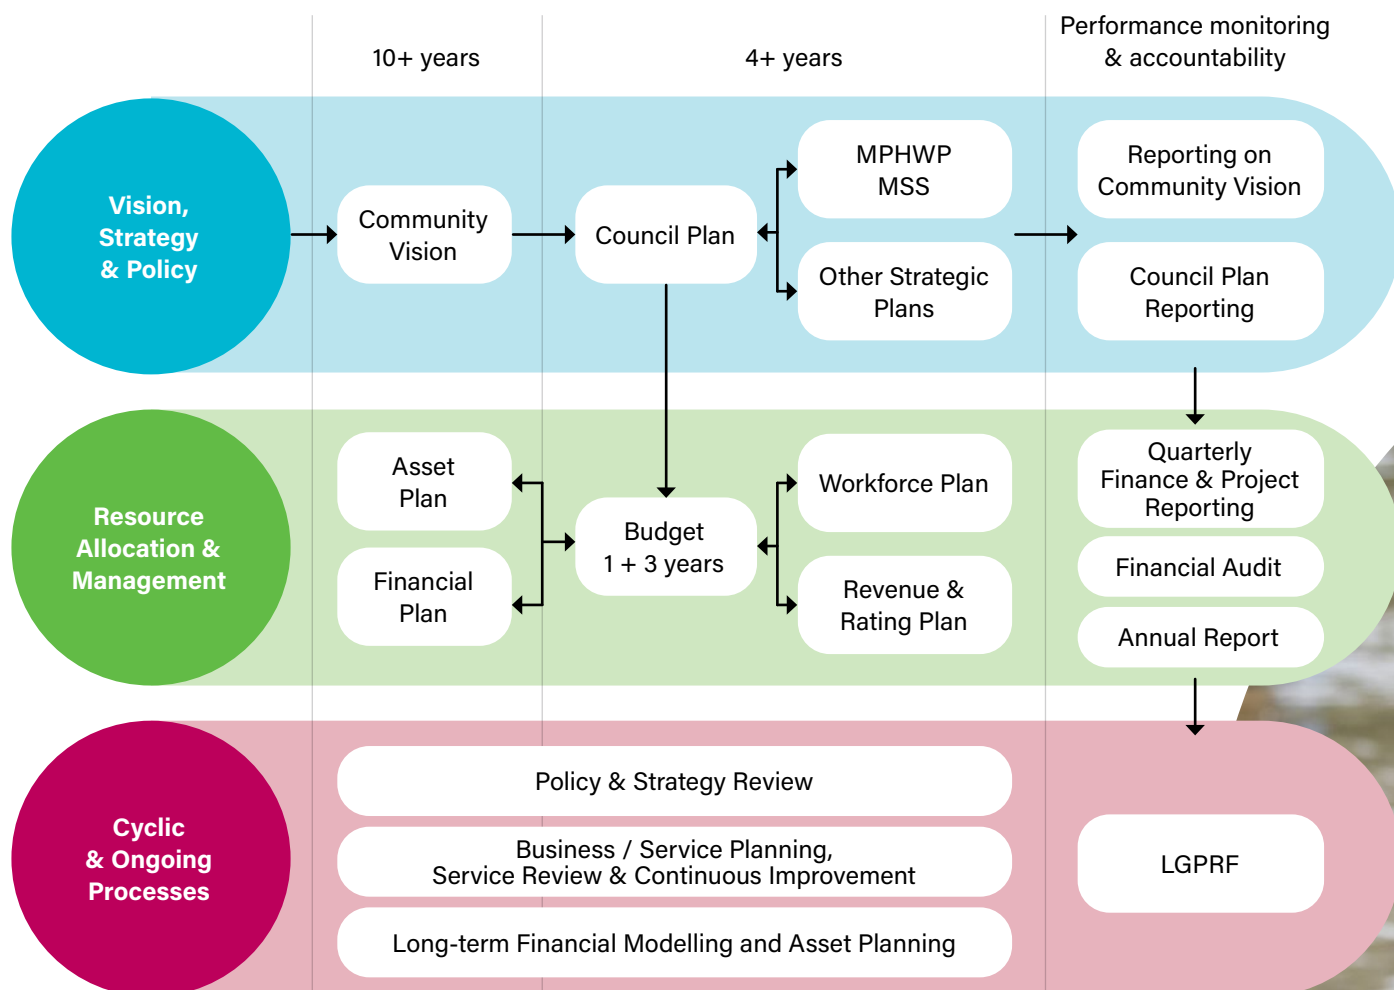 10+ years
4+ years
Performance monitoring
& accountability
Vision,
Strategy
& Policy
Community
Vision
Council Plan
MPHWP
MSS
Other Strategic
Plans
Reporting on
Community Vision
Council Plan
Reporting
Resource
Allocation &
Management
Asset
Plan
Financial
Plan
Budget
1 + 3 years
Workforce Plan
Revenue &
Rating Plan
Quarterly
Finance & Project
Reporting
Financial Audit
Annual Report
Cyclic
& Ongoing
Processes
Policy & Strategy Review
Business / Service Planning,
Service Review & Continuous Improvement
Long-term Financial Modelling and Asset Planning
LGPRF